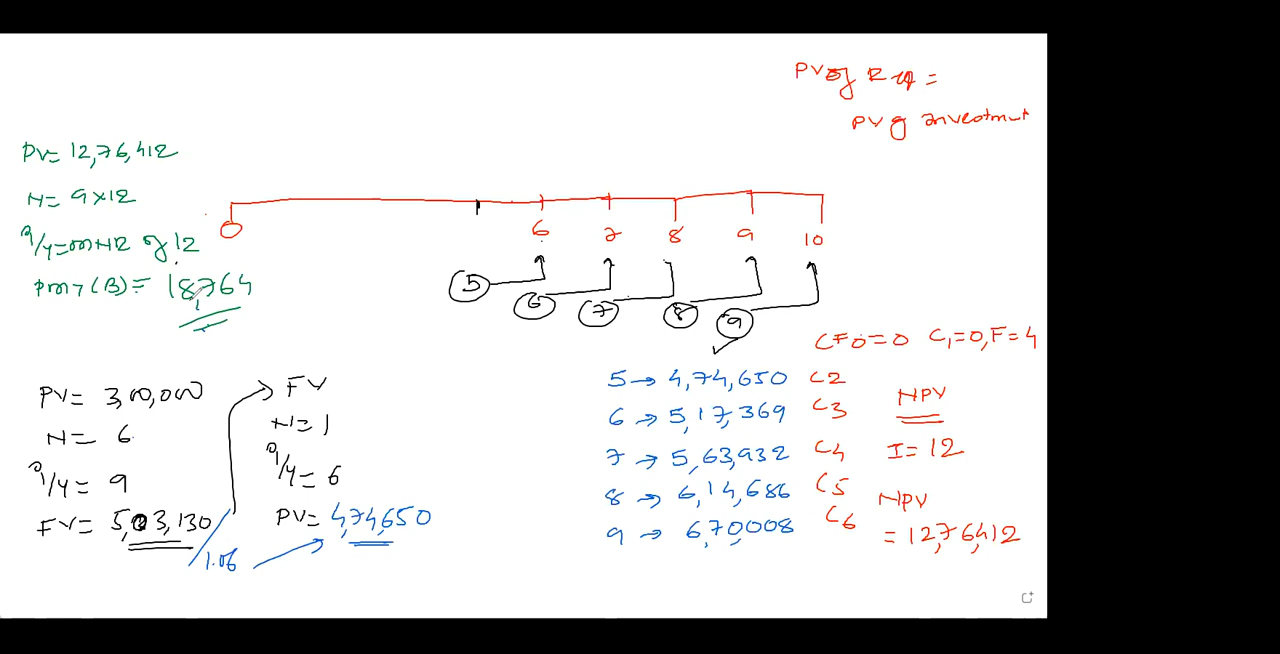 PV of Req =
PV of investment
PV= 12,76,412
N= 9x12
I/Y= of 12
PMT (B)= 18,764
0 6 7 8 9 10
5 6 7 8 9
CF0=0 C1=0, F=4
5→ 4,74,650 C2
6→ 5,17,369 C3
7→ 5,63,932 C4
8→ 6,14,686 C5
9→ 6,70,008 C6
NPV
I=12
NPV
= 12,76,412
PV= 3,00,000
N= 6
I/Y= 9
FV= 5,03,130
/1.06
FV
N=1
I/Y= 6
PV= 4,74,650